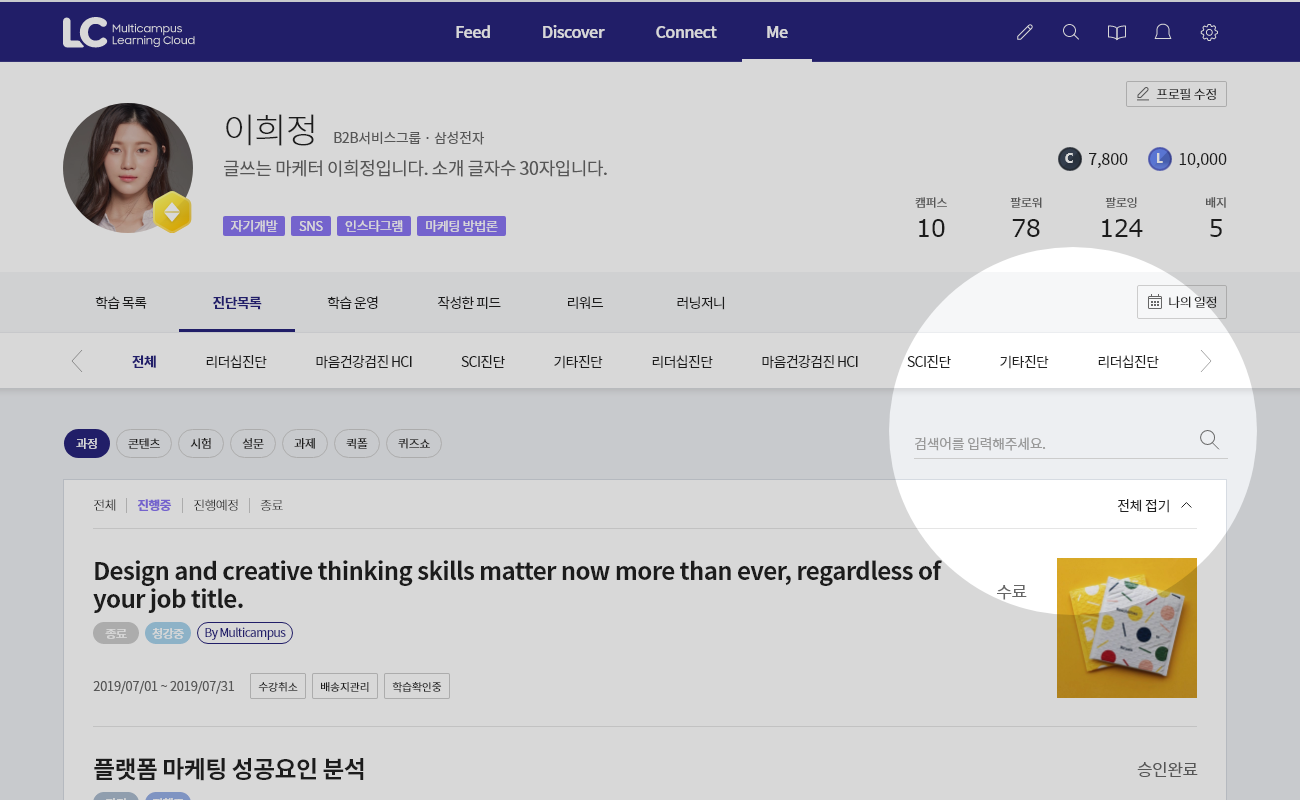 LC Multicampus Learning Cloud
Feed Discover Connect Me
프로필 수정
이희정 B2B서비스그룹 · 삼성전자
글쓰는 마케터 이희정입니다. 소개 글자수 30자입니다.
C 7,800 L 10,000
캠퍼스 팔로워 팔로잉 배지
10 78 124 5
자기개발 SNS 인스타그램 마케팅 방법론
학습 목록 진단목록 학습 운영 작성한 피드 리워드 러닝저니 나의 일정
전체 리더십진단 마음건강검진 HCI SCI진단 기타진단 리더십진단 마음건강검진 HCI SCI진단 기타진단 리더십진단
과정 콘텐츠 시험 설문 과제 퀵폴 퀴즈쇼
검색어를 입력해주세요.
전체 진행중 진행예정 종료 전체 접기
Design and creative thinking skills matter now more than ever, regardless of
your job title.
수료
종료 청강중 By Multicampus
2019/07/01 ~ 2019/07/31 수강취소 배송지관리 학습확인중
플랫폼 마케팅 성공요인 분석
승인완료